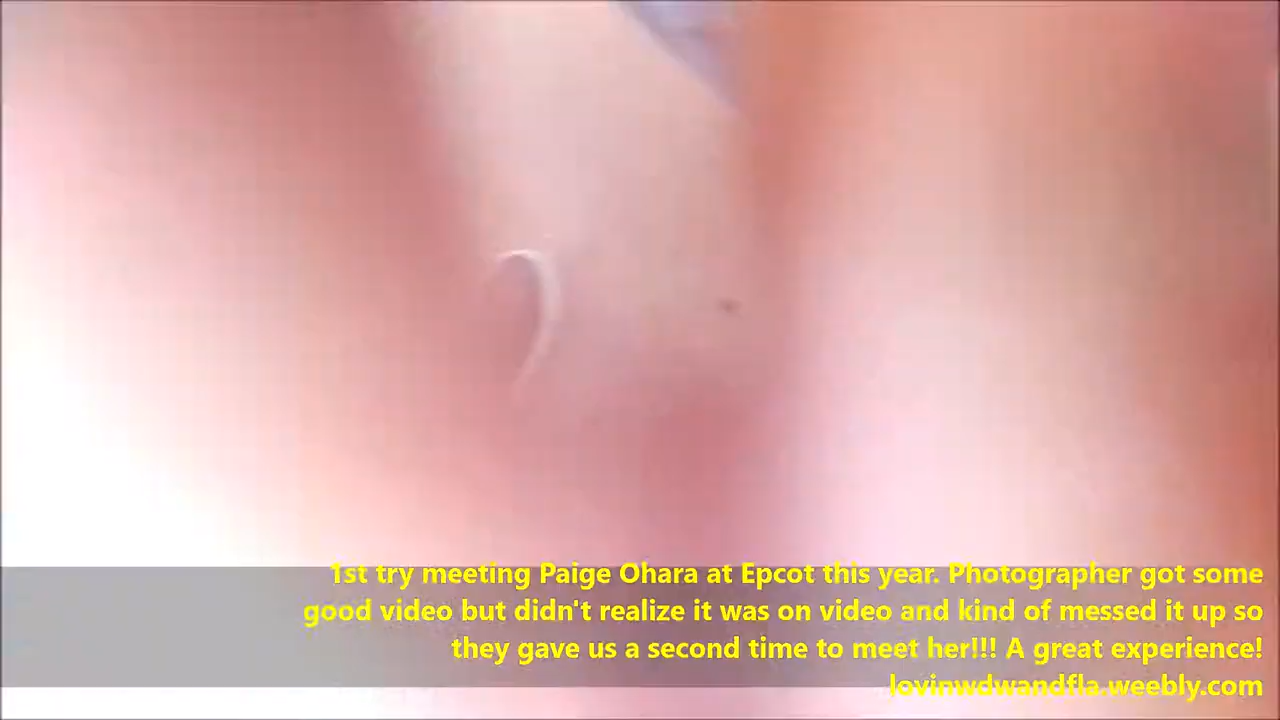 1st try meeting Paige Ohara at Epcot this year. Photographer got some
good video but didn't realize it was on video and kind of messed it up so
they gave us a second time to meet her!!! A great experience!
lovinwdwandfla.weebly.com